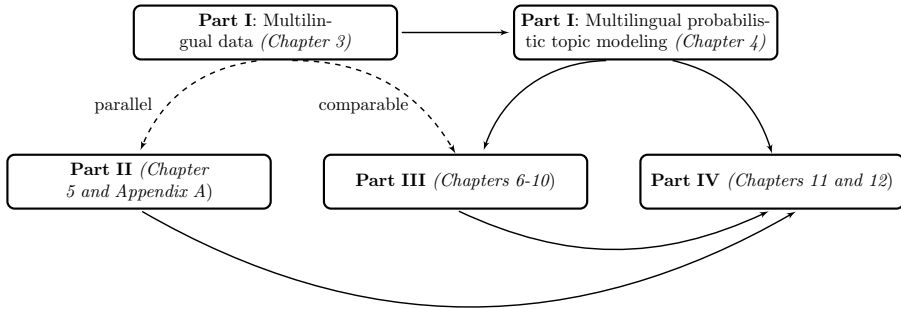 Part I: Multilin-
gual data (Chapter 3)
Part I: Multilingual probabilis-
tic topic modeling (Chapter 4)
parallel
comparable
Part II (Chapter
5 and Appendix A)
Part III (Chapters 6-10)
Part IV (Chapters 11 and 12)